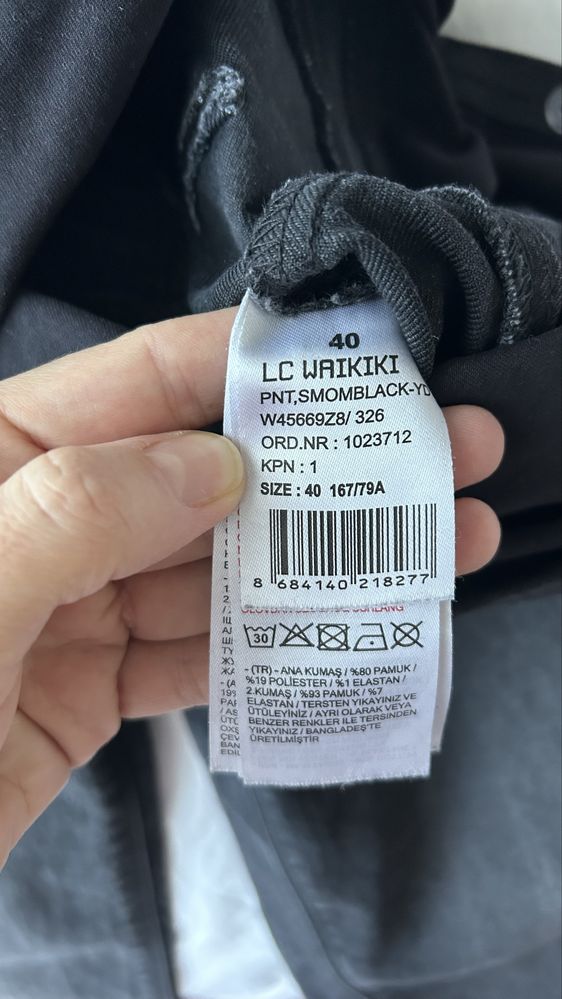 40
LC WAIKIKI
PNT,SMOMBLACK-YD
W45669Z8/ 326
ORD.NR : 1023712
KPN : 1
SIZE : 40 167/79A
8 684140 218277
30
- (TR) - ANA KUMAŞ / %80 PAMUK /
%19 POLİESTER / %1 ELASTAN /
2.KUMAŞ / %93 PAMUK / %7
ELASTAN / TERSTEN YIKAYINIZ VE
ÜTÜLEYİNİZ / AYRI OLARAK VEYA
BENZER RENKLER İLE TERSİNDEN
YIKAYINIZ / BANGLADEŞ'TE
ÜRETİLMİŞTİR